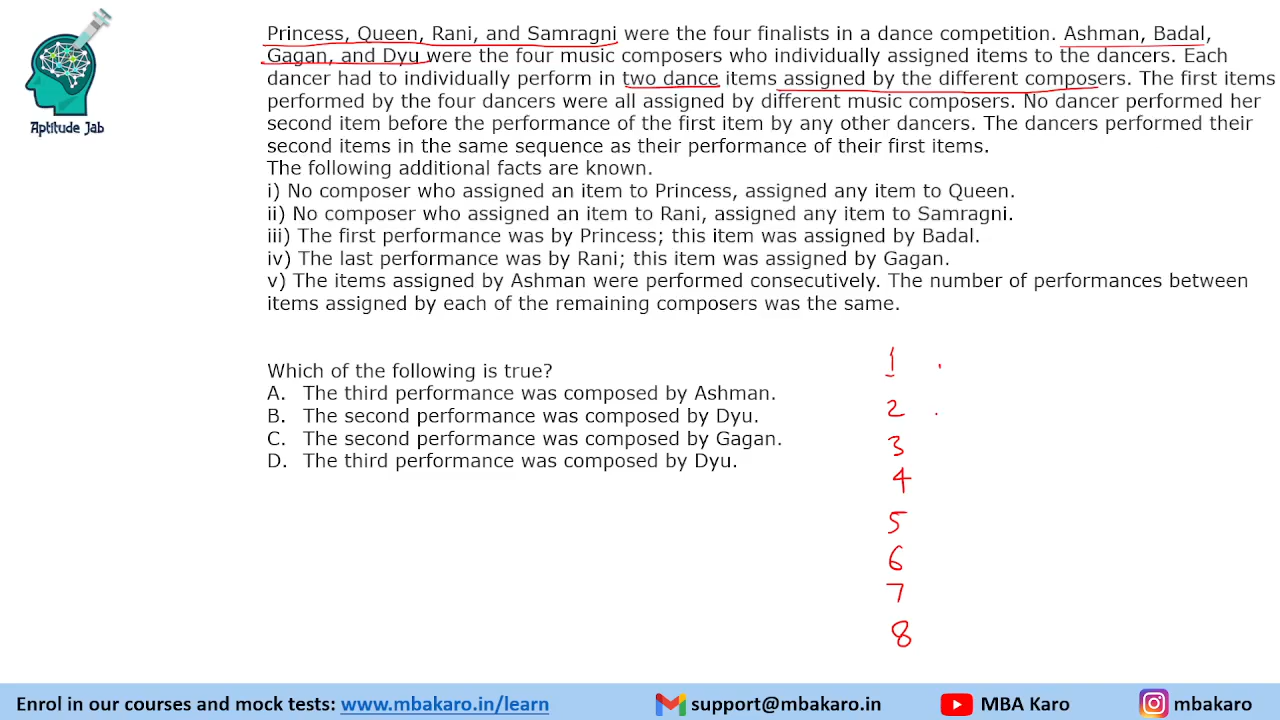 Princess, Queen, Rani, and Samragni were the four finalists in a dance competition. Ashman, Badal,
Gagan, and Dyu were the four music composers who individually assigned items to the dancers. Each
dancer had to individually perform in two dance items assigned by the different composers. The first items
performed by the four dancers were all assigned by different music composers. No dancer performed her
second item before the performance of the first item by any other dancers. The dancers performed their
second items in the same sequence as their performance of their first items.
The following additional facts are known.
i) No composer who assigned an item to Princess, assigned any item to Queen.
ii) No composer who assigned an item to Rani, assigned any item to Samragni.
iii) The first performance was by Princess; this item was assigned by Badal.
iv) The last performance was by Rani; this item was assigned by Gagan.
v) The items assigned by Ashman were performed consecutively. The number of performances between
items assigned by each of the remaining composers was the same.
Which of the following is true?
A. The third performance was composed by Ashman.
B. The second performance was composed by Dyu.
C. The second performance was composed by Gagan.
D. The third performance was composed by Dyu.
1
2
3
4
5
6
7
8
Aptitude Jab
Enrol in our courses and mock tests: www.mbakaro.in/learn
support@mbakaro.in
MBA Karo
mbakaro